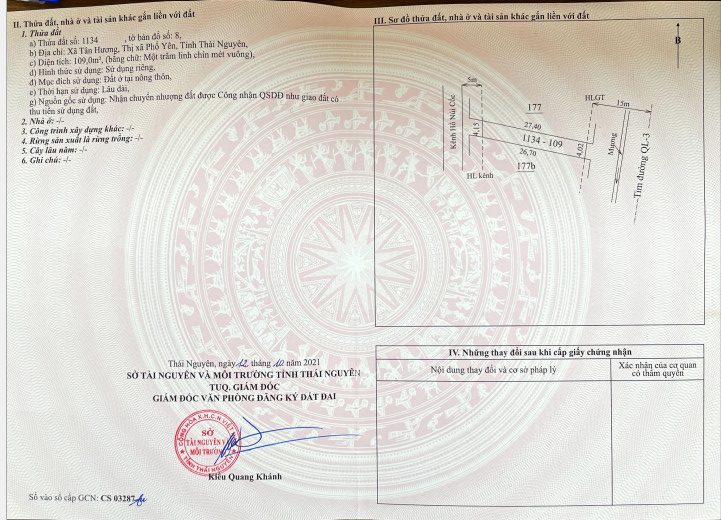 II. Thửa đất, nhà ở và tài sản khác gắn liền với đất
1. Thửa đất
a) Thửa đất số: 1134 , tờ bản đồ số: 8,
b) Địa chỉ: Xã Tân Hương, Thị xã Phổ Yên, Tỉnh Thái Nguyên,
c) Diện tích: 109,0m², (bằng chữ: Một trăm linh chín mét vuông),
d) Hình thức sử dụng: Sử dụng riêng,
đ) Mục đích sử dụng: Đất ở tại nông thôn,
e) Thời hạn sử dụng: Lâu dài,
g) Nguồn gốc sử dụng: Nhận chuyển nhượng đất được Công nhận QSDĐ như giao đất có
thu tiền sử dụng đất,
2. Nhà ở: -/-
3. Công trình xây dựng khác: -/-
4. Rừng sản xuất là rừng trồng: -/-
5. Cây lâu năm: -/-
6. Ghi chú: -/-
Thái Nguyên, ngày 12 tháng 10 năm 2021
SỞ TÀI NGUYÊN VÀ MÔI TRƯỜNG TỈNH THÁI NGUYÊN
TUQ. GIÁM ĐỐC
GIÁM ĐỐC VĂN PHÒNG ĐĂNG KÝ ĐẤT ĐAI
CỘNG HÒA X.H.C.N VIỆT NAM
SỞ
TÀI NGUYÊN VÀ
MÔI TRƯỜNG
TỈNH THÁI NGUYÊN
Kiều Quang Khánh
Số vào sổ cấp GCN: CS 03287
III. Sơ đồ thửa đất, nhà ở và tài sản khác gắn liền với đất
B
5m
177
HLGT
15m
Kênh Hồ Núi Cốc
4,15
27,40
1134 - 109
26,70
4,02
177b
HL kênh
Mương
Tim đường QL-3
IV. Những thay đổi sau khi cấp giấy chứng nhận
Nội dung thay đổi và cơ sở pháp lý
Xác nhận của cơ quan
có thẩm quyền